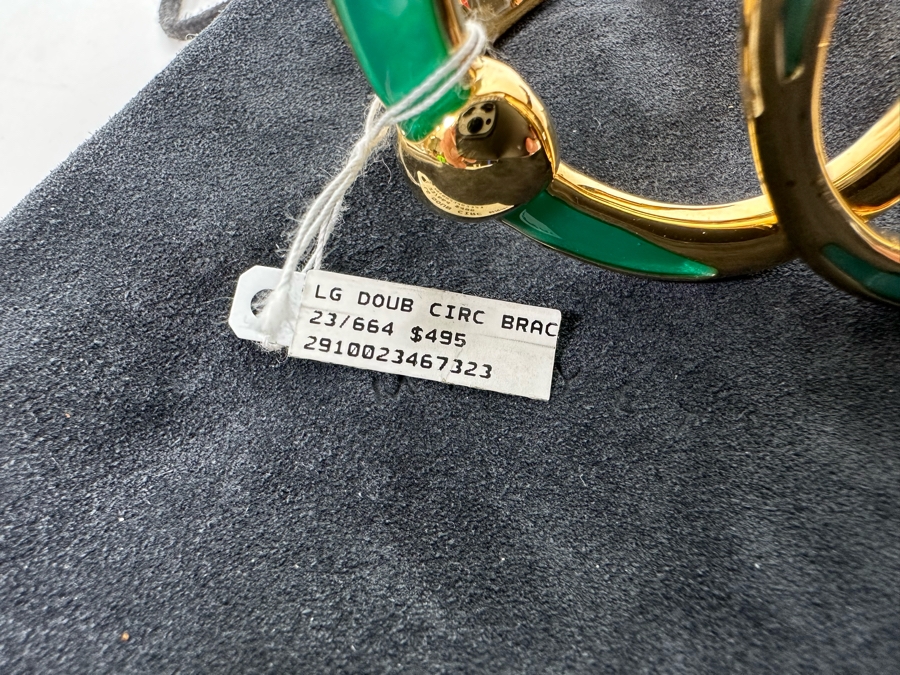 LG DOUB CIRC BRAC
23/664 $495
2910023467323